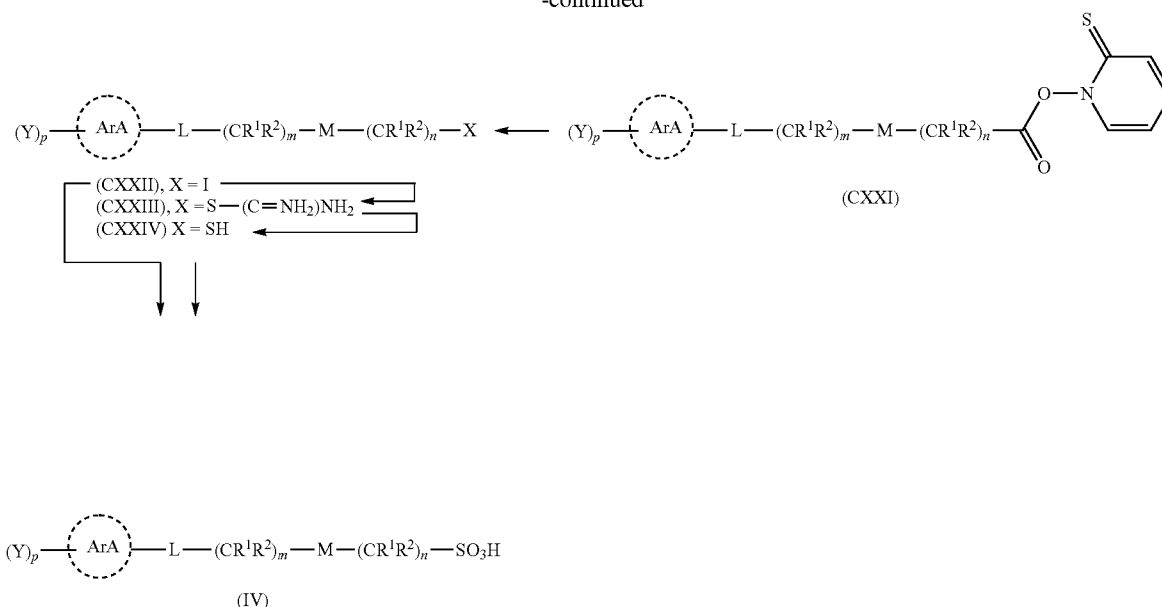 -continued
S
O—N
O
(Y)p—ArA—L—(CR¹R²)m—M—(CR¹R²)n—X
(Y)p—ArA—L—(CR¹R²)m—M—(CR¹R²)n
(CXXI)
(CXXII), X = I
(CXXIII), X =S—(C=NH₂)NH₂
(CXXIV) X = SH
(Y)p—ArA—L—(CR¹R²)m—M—(CR¹R²)n—SO₃H
(IV)